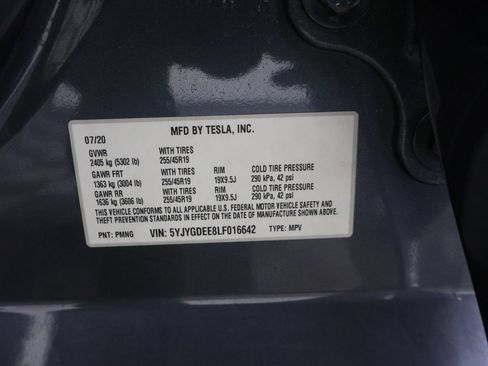 MFD BY TESLA, INC.
07/20
GVWR WITH TIRES
2405 kg (5302 lb) 255/45R19
GAWR FRT WITH TIRES RIM COLD TIRE PRESSURE
1363 kg (3004 lb) 255/45R19 19X9.5J 290 kPa, 42 psi
GAWR RR WITH TIRES RIM COLD TIRE PRESSURE
1636 kg (3606 lb) 255/45R19 19X9.5J 290 kPa, 42 psi
THIS VEHICLE CONFORMS TO ALL APPLICABLE U.S. FEDERAL MOTOR VEHICLE SAFETY AND
THEFT PREVENTION STANDARDS IN EFFECT ON DATE OF MANUFACTURE SHOWN ABOVE.
PNT: PMNG VIN: 5YJYGDEE8LF016642 TYPE: MPV